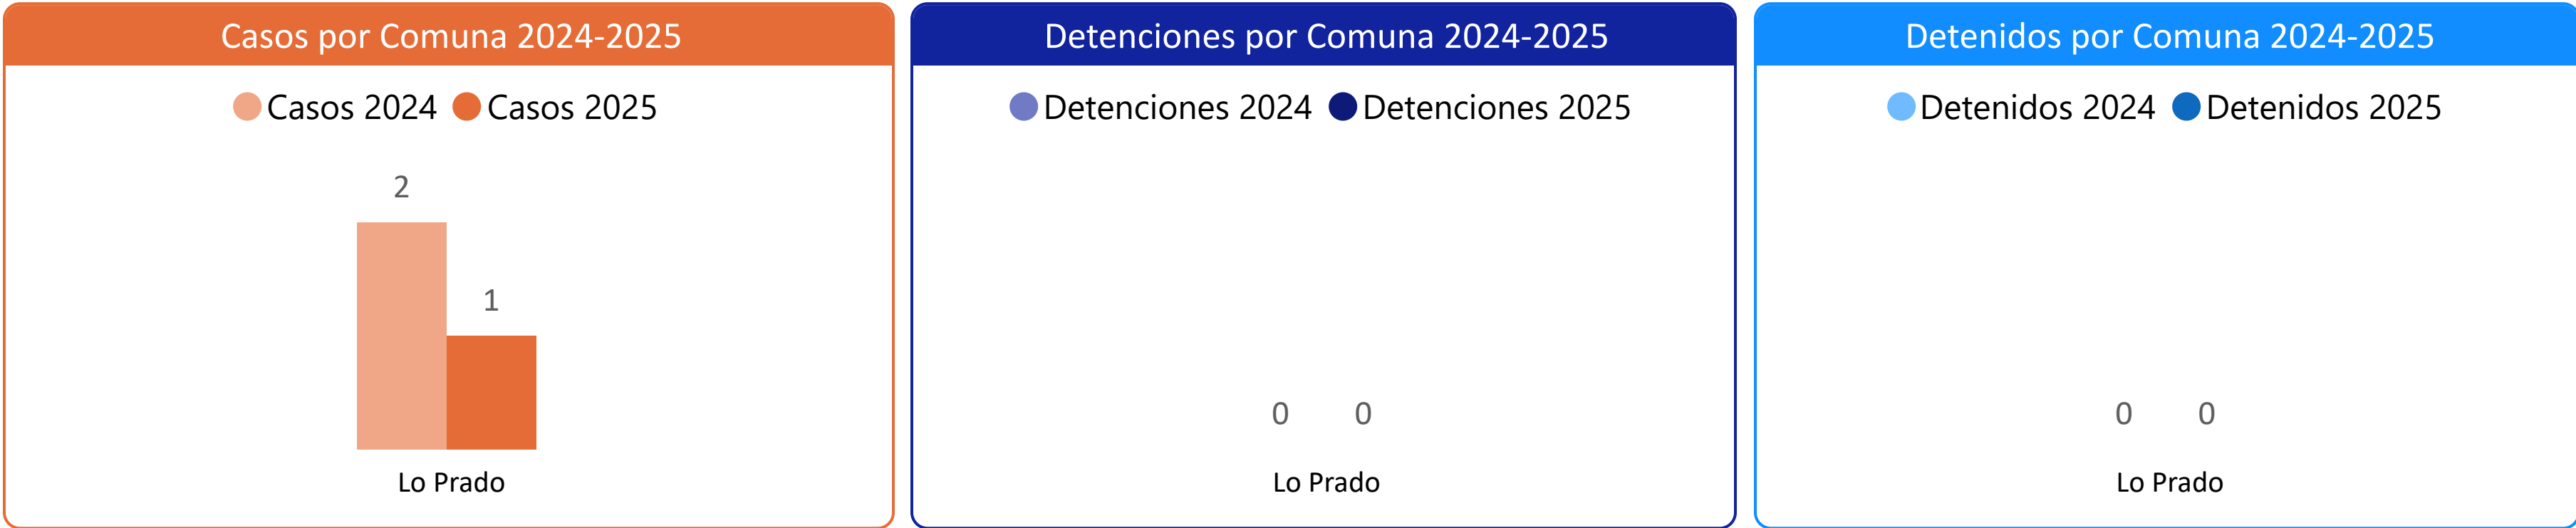 Casos por Comuna 2024-2025
Casos 2024 Casos 2025
2
1
Lo Prado
Detenciones por Comuna 2024-2025
Detenciones 2024 Detenciones 2025
0 0
Lo Prado
Detenidos por Comuna 2024-2025
Detenidos 2024 Detenidos 2025
0 0
Lo Prado